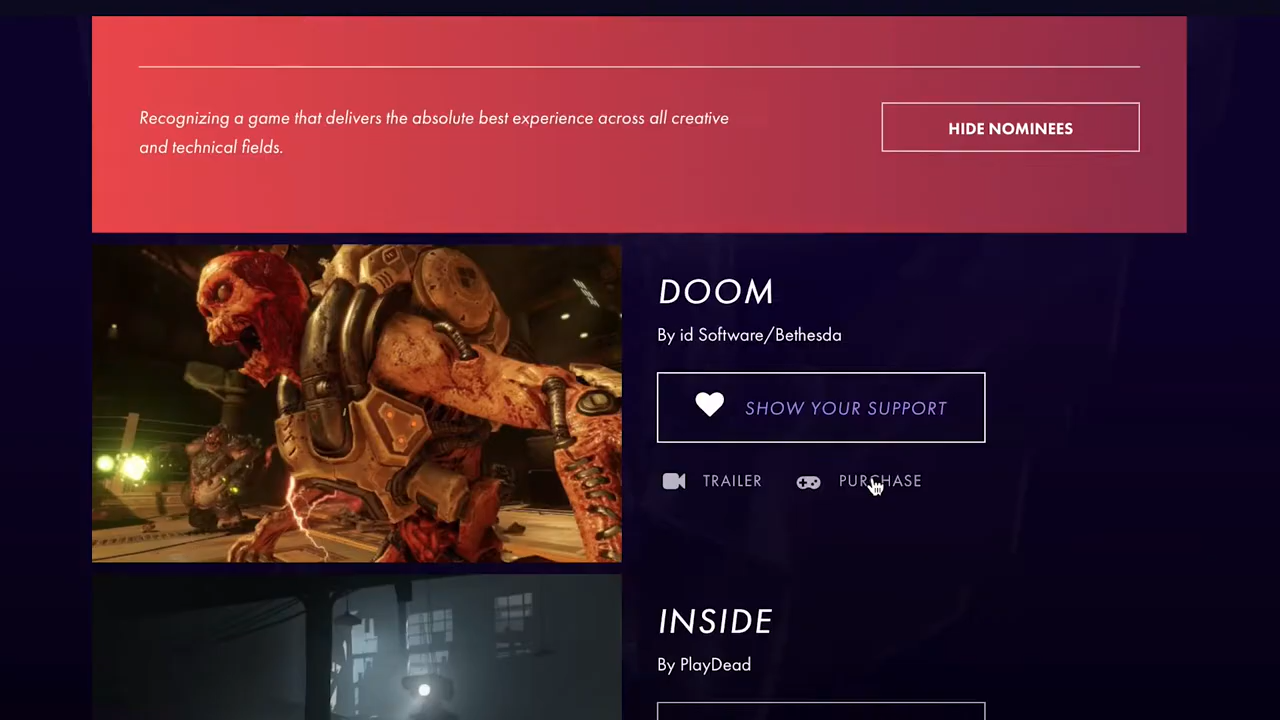 Recognizing a game that delivers the absolute best experience across all creative
and technical fields.
HIDE NOMINEES
DOOM
By id Software/Bethesda
SHOW YOUR SUPPORT
TRAILER PURCHASE
INSIDE
By PlayDead